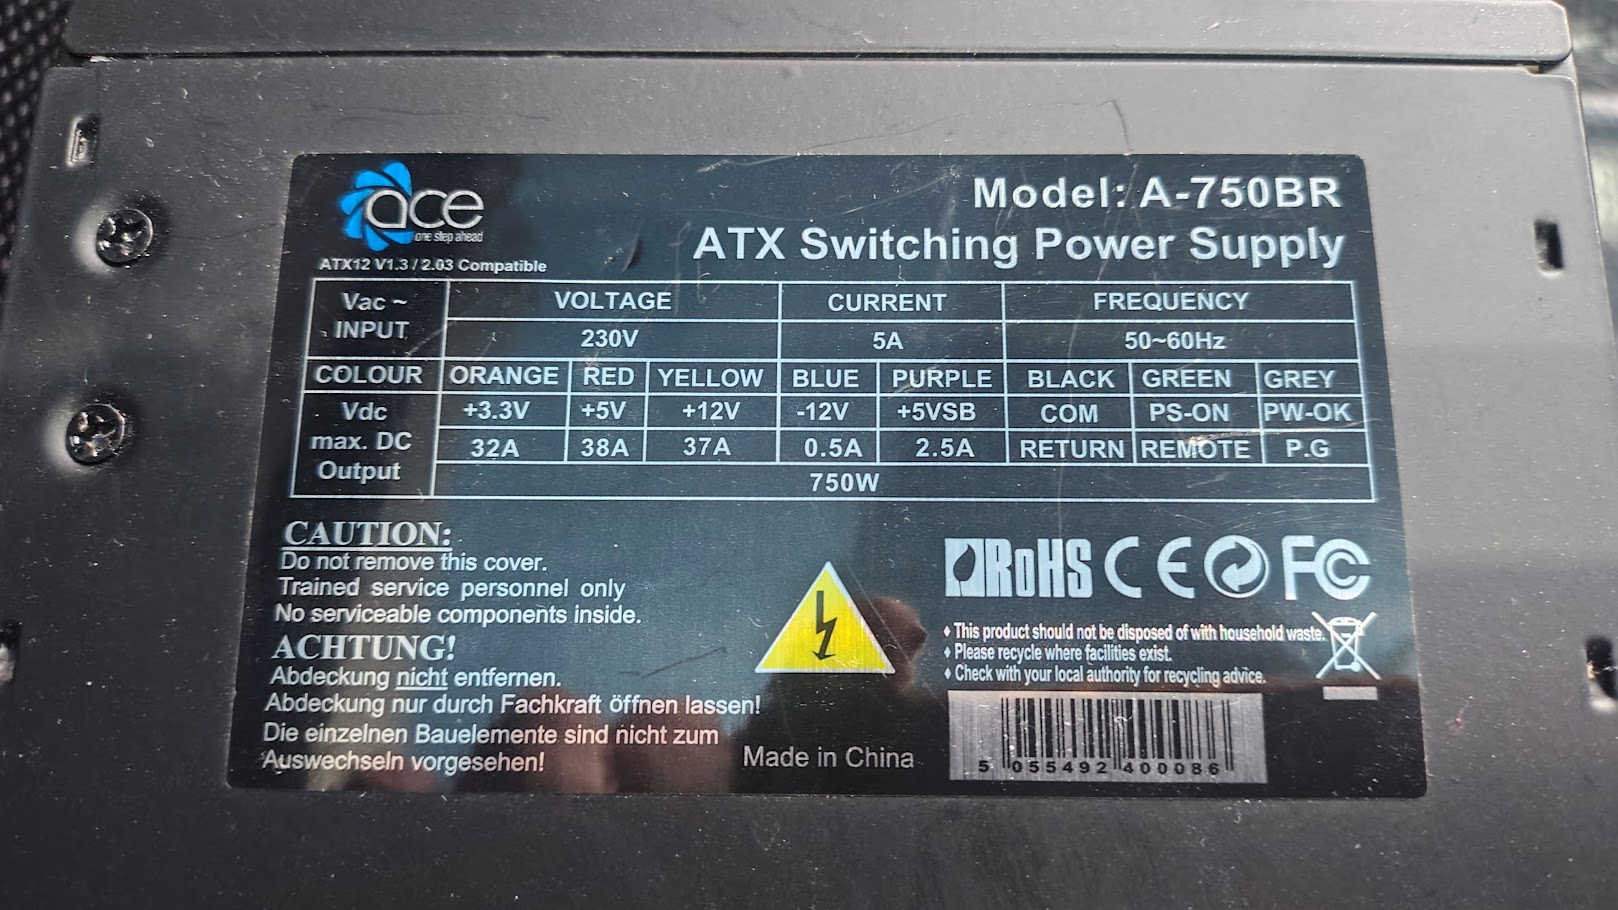 ace
one step ahead
ATX12 V1.3 / 2.03 Compatible
Model: A-750BR
ATX Switching Power Supply
Vac ~ INPUT VOLTAGE CURRENT FREQUENCY
230V 5A 50~60Hz
COLOUR ORANGE RED YELLOW BLUE PURPLE BLACK GREEN GREY
Vdc +3.3V +5V +12V -12V +5VSB COM PS-ON PW-OK
max. DC 32A 38A 37A 0.5A 2.5A RETURN REMOTE P.G
Output 750W
CAUTION:
Do not remove this cover.
Trained service personnel only
No serviceable components inside.
ACHTUNG!
Abdeckung nicht entfernen.
Abdeckung nur durch Fachkraft öffnen lassen!
Die einzelnen Bauelemente sind nicht zum
Auswechseln vorgesehen!
Made in China
RoHS CE FC
♦ This product should not be disposed of with household waste.
♦ Please recycle where facilities exist.
♦ Check with your local authority for recycling advice.
5 055492 400086